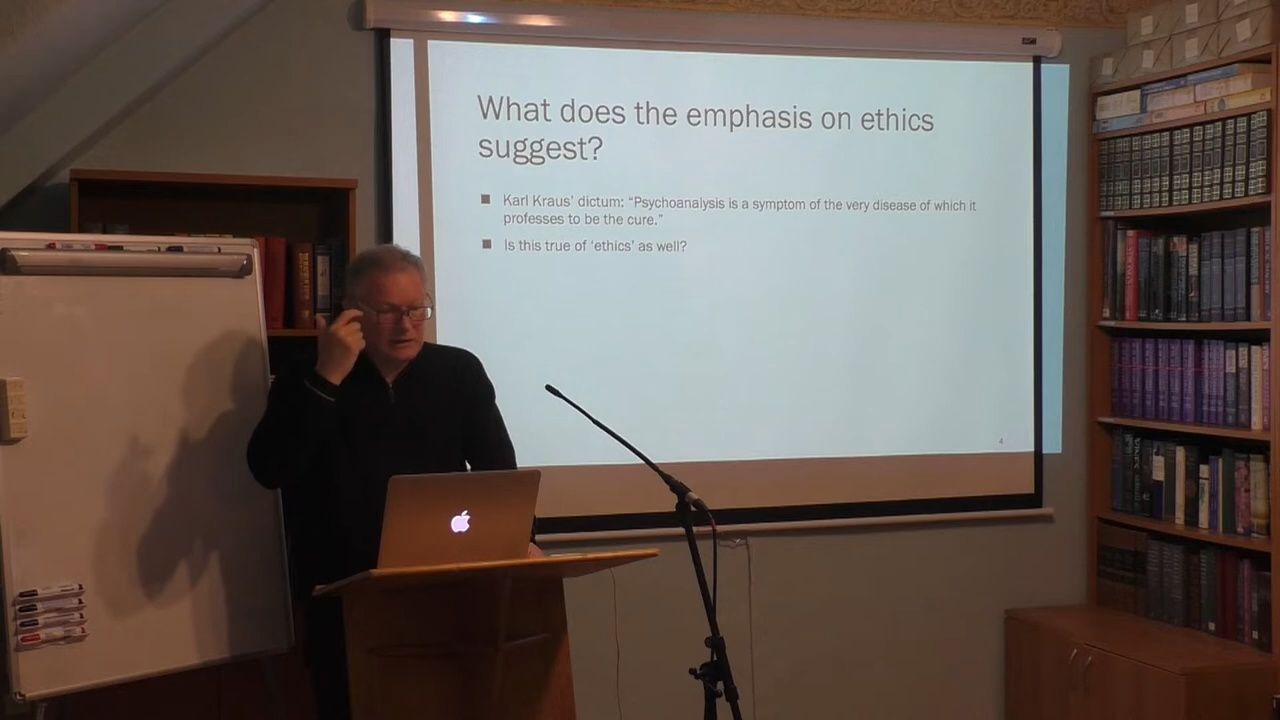 What does the emphasis on ethics
suggest?
Karl Kraus’ dictum: “Psychoanalysis is a symptom of the very disease of which it
professes to be the cure.”
Is this true of ‘ethics’ as well?
4